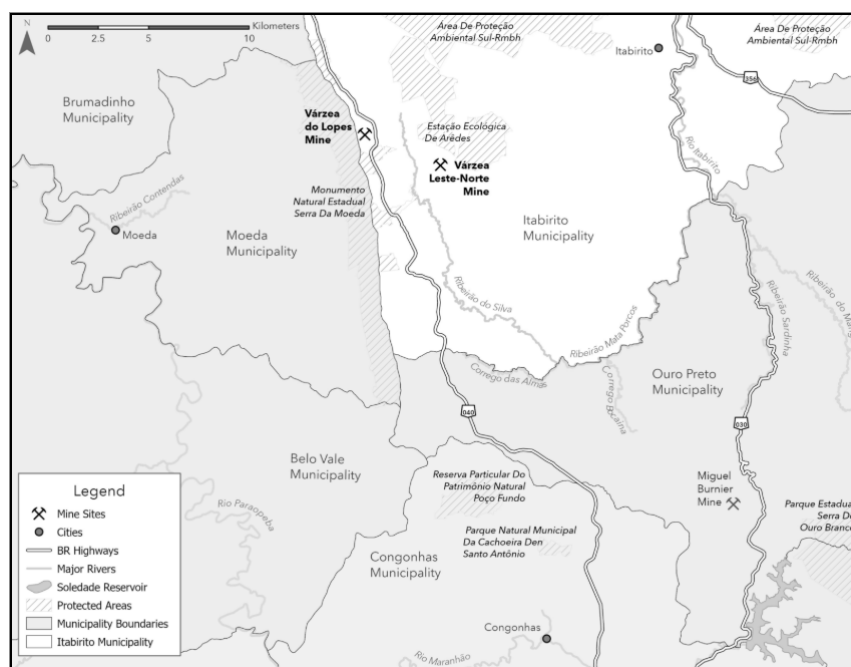 N
Kilometers
0 2.5 5 10
Área De Proteção
Ambiental Sul-Rmbh
Itabirito
Área De Proteção
Ambiental Sul-Rmbh
356
Brumadinho
Municipality
Várzea
do Lopes
Mine
Estação Ecológica
De Arêdes
Rio Itabirito
Várzea
Leste-Norte
Mine
Monumento
Natural Estadual
Serra Da Moeda
Ribeirão Contendas
Moeda
Moeda
Municipality
Itabirito
Municipality
Ribeirão do Silva
Ribeirão Mata Porcos
Ribeirão Sardinha
Ribeirão do
Corrego das Almas
Corrego Bocaina
Ouro Preto
Municipality
040
030
Belo Vale
Municipality
Reserva Particular Do
Patrimônio Natural
Poço Fundo
Miguel
Burnier
Mine
Parque Estadua
Serra Do
Ouro Branco
Rio Paraopeba
Parque Natural Municipal
Da Cachoeira Den
Santo Antônio
Congonhas
Municipality
Congonhas
Rio Maranhão
Legend
Mine Sites
Cities
BR Highways
Major Rivers
Soledade Reservoir
Protected Areas
Municipality Boundaries
Itabirito Municipality